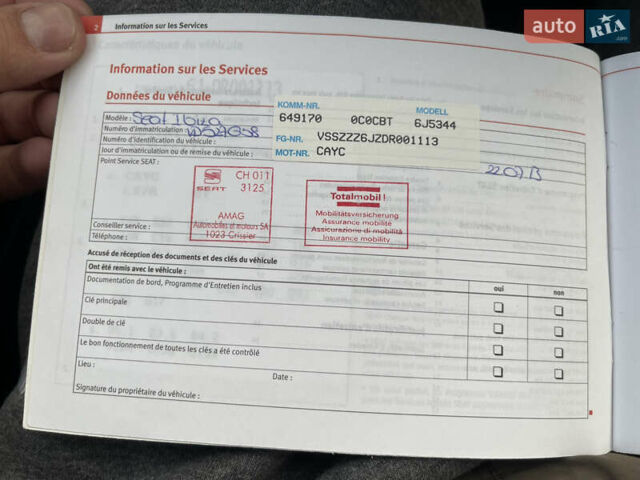 2 Information sur les Services
auto RIA
.com
Information sur les Services
Données du véhicule
Modèle : Seat Ibiza
Numéro d'immatriculation :
Numéro d'identification du véhicule :
Jour d'immatriculation ou de remise du véhicule :
KOMM-NR. MODELL
649170 0C0CBT 6J5344
FG-NR. VSSZZZ6JZDR001113
MOT-NR. CAYC
Point Service SEAT :
CH 011
SEAT 3125
AMAG
Automobiles et moteurs SA
1023 Crissier
Totalmobil!
Mobilitätsversicherung
Assurance mobilité
Assicurazione di mobilità
Insurance mobility
Conseiller service :
Téléphone :
Accusé de réception des documents et des clés du véhicule
Ont été remis avec le véhicule : oui non
Documentation de bord, Programme d'Entretien inclus
Clé principale
Double de clé
Le bon fonctionnement de toutes les clés a été contrôlé
Lieu : Date :
Signature du propriétaire du véhicule :